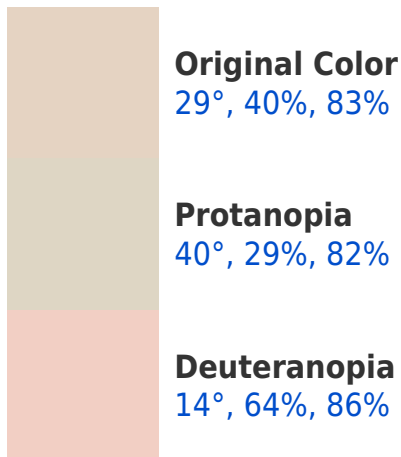 Original Color
29°, 40%, 83%
Protanopia
40°, 29%, 82%
Deuteranopia
14°, 64%, 86%